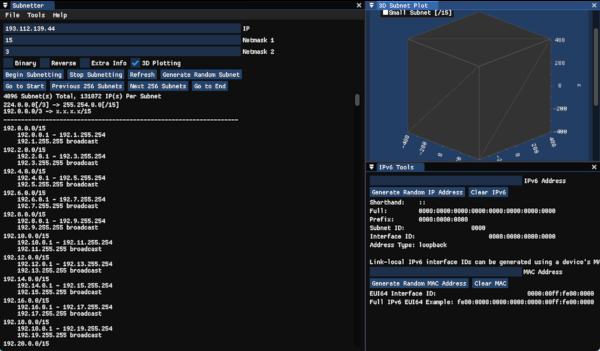 Subnetter
File Tools Help
193.112.139.44 IP
15 Netmask 1
3 Netmask 2
Binary Reverse Extra Info 3D Plotting
Begin Subnetting Stop Subnetting Refresh Generate Random Subnet
Go to Start Previous 256 Subnets Next 256 Subnets Go to End
4096 Subnet(s) Total, 131072 IP(s) Per Subnet
224.0.0.0[/3] -> 255.254.0.0[/15]
192.0.0.0/3 -> x.x.x.x/15
192.0.0.0/15
192.0.0.1 - 192.1.255.254
192.1.255.255 broadcast
192.2.0.0/15
192.2.0.1 - 192.3.255.254
192.3.255.255 broadcast
192.4.0.0/15
192.4.0.1 - 192.5.255.254
192.5.255.255 broadcast
192.6.0.0/15
192.6.0.1 - 192.7.255.254
192.7.255.255 broadcast
192.8.0.0/15
192.8.0.1 - 192.9.255.254
192.9.255.255 broadcast
192.10.0.0/15
192.10.0.1 - 192.11.255.254
192.11.255.255 broadcast
192.12.0.0/15
192.12.0.1 - 192.13.255.254
192.13.255.255 broadcast
192.14.0.0/15
192.14.0.1 - 192.15.255.254
192.15.255.255 broadcast
192.16.0.0/15
192.16.0.1 - 192.17.255.254
192.17.255.255 broadcast
192.18.0.0/15
192.18.0.1 - 192.19.255.254
192.19.255.255 broadcast
192.20.0.0/15
3D Subnet Plot
Small Subnet [/15]
400
200
0
-200
-400
-400
-200
0
-400
-200
0
200
400
IPv6 Tools
IPv6 Address
Generate Random IP Address Clear IPv6
Shorthand: ::
Full: 0000:0000:0000:0000:0000:0000:0000:0000
Prefix: 0000:0000:0000
Subnet ID: 0000
Interface ID: 0000:0000:0000:0000
Address Type: loopback
Link-local IPv6 interface IDs can be generated using a device's
MAC Address
Generate Random MAC Address Clear MAC
EUI64 Interface ID: 0000:00ff:fe00:0000
Full IPv6 EUI64 Example: fe80:0000:0000:0000:0000:00ff:fe00:0000